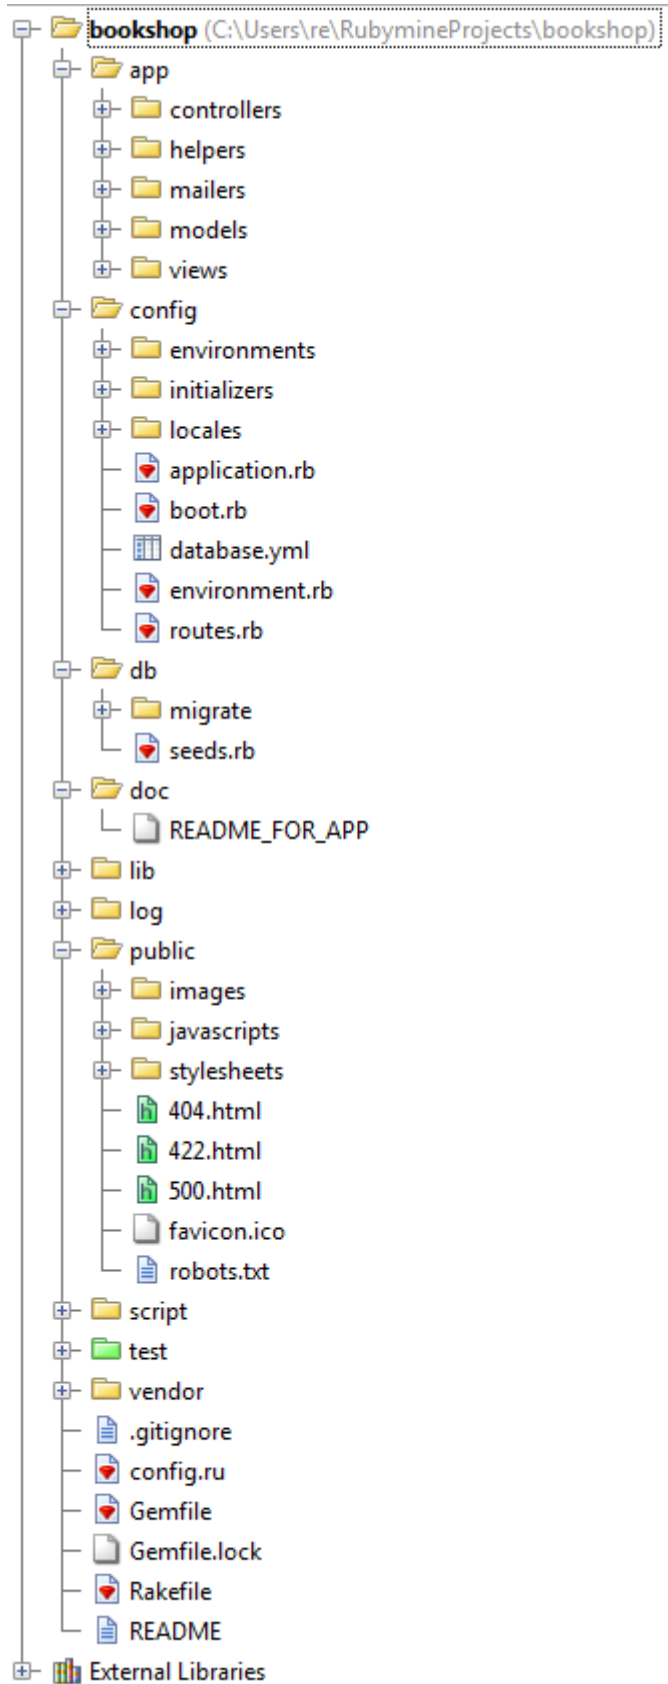 bookshop (C:\Users\re\RubymineProjects\bookshop)
app
controllers
helpers
mailers
models
views
config
environments
initializers
locales
application.rb
boot.rb
database.yml
environment.rb
routes.rb
db
migrate
seeds.rb
doc
README_FOR_APP
lib
log
public
images
javascripts
stylesheets
404.html
422.html
500.html
favicon.ico
robots.txt
script
test
vendor
.gitignore
config.ru
Gemfile
Gemfile.lock
Rakefile
README
External Libraries